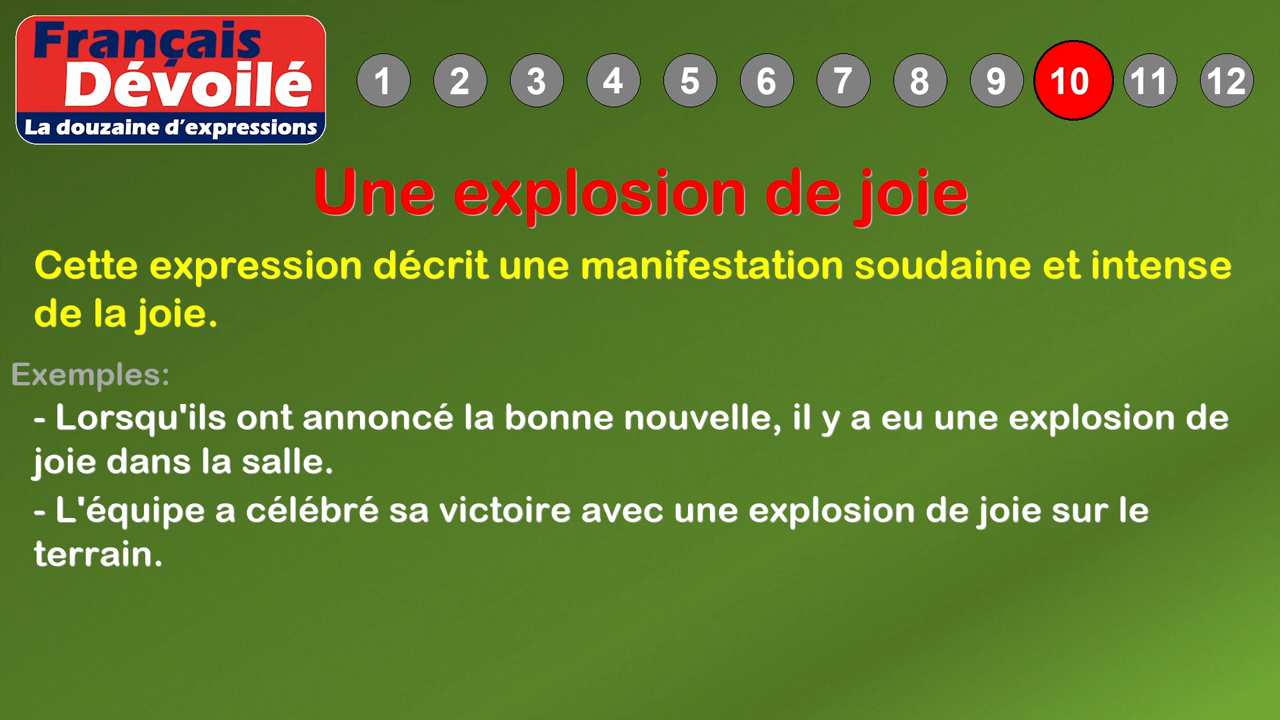 Français
Dévoilé
La douzaine d'expressions
1 2 3 4 5 6 7 8 9 10 11 12
Une explosion de joie
Cette expression décrit une manifestation soudaine et intense
de la joie.
Exemples:
- Lorsqu'ils ont annoncé la bonne nouvelle, il y a eu une explosion de
joie dans la salle.
- L'équipe a célébré sa victoire avec une explosion de joie sur le
terrain.